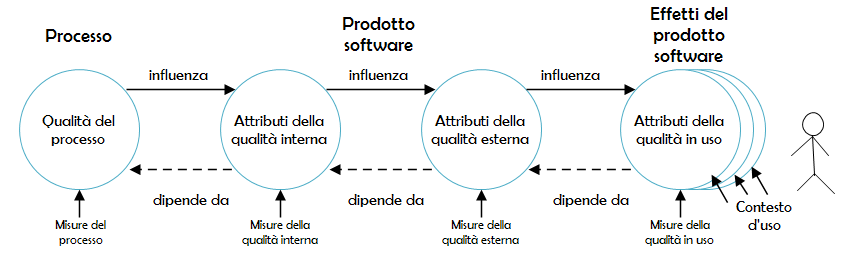 Processo
Prodotto
software
Effetti del
prodotto
software
influenza
influenza
influenza
Qualità del
processo
Attributi della
qualità interna
Attributi della
qualità esterna
Attributi della
qualità in uso
dipende da
dipende da
dipende da
Contesto
d'uso
Misure del
processo
Misure della
qualità interna
Misure della
qualità esterna
Misure della
qualità in uso